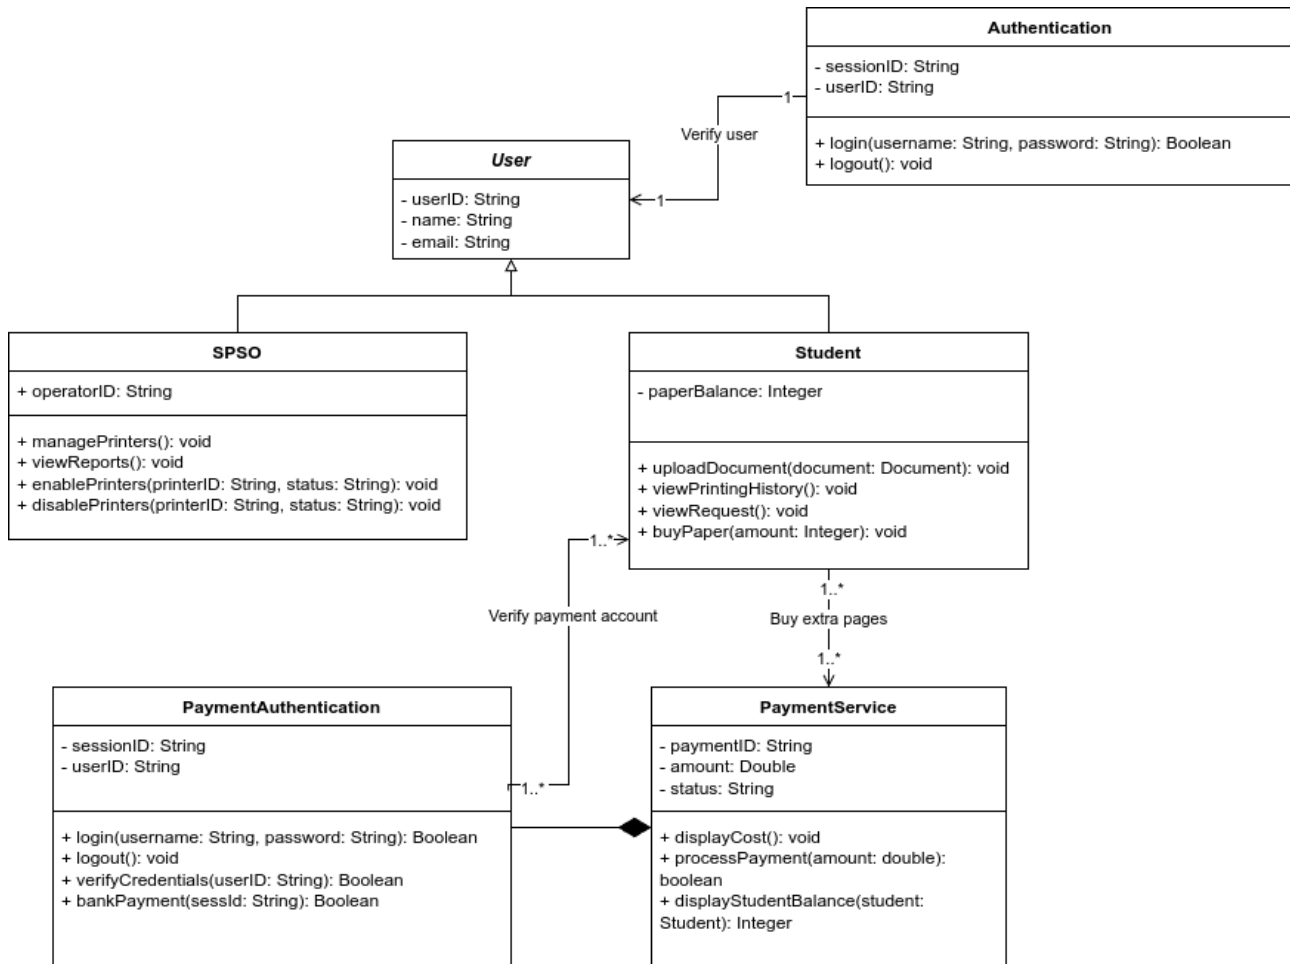 Authentication
- sessionID: String
- userID: String
+ login(username: String, password: String): Boolean
+ logout(): void
1
Verify user
1
User
- userID: String
- name: String
- email: String
SPSO
+ operatorID: String
+ managePrinters(): void
+ viewReports(): void
+ enablePrinters(printerID: String, status: String): void
+ disablePrinters(printerID: String, status: String): void
Student
- paperBalance: Integer
+ uploadDocument(document: Document): void
+ viewPrintingHistory(): void
+ viewRequest(): void
+ buyPaper(amount: Integer): void
1..*
Verify payment account
1..*
1..*
Buy extra pages
1..*
PaymentAuthentication
- sessionID: String
- userID: String
+ login(username: String, password: String): Boolean
+ logout(): void
+ verifyCredentials(userID: String): Boolean
+ bankPayment(sessId: String): Boolean
PaymentService
- paymentID: String
- amount: Double
- status: String
+ displayCost(): void
+ processPayment(amount: double):
boolean
+ displayStudentBalance(student:
Student): Integer